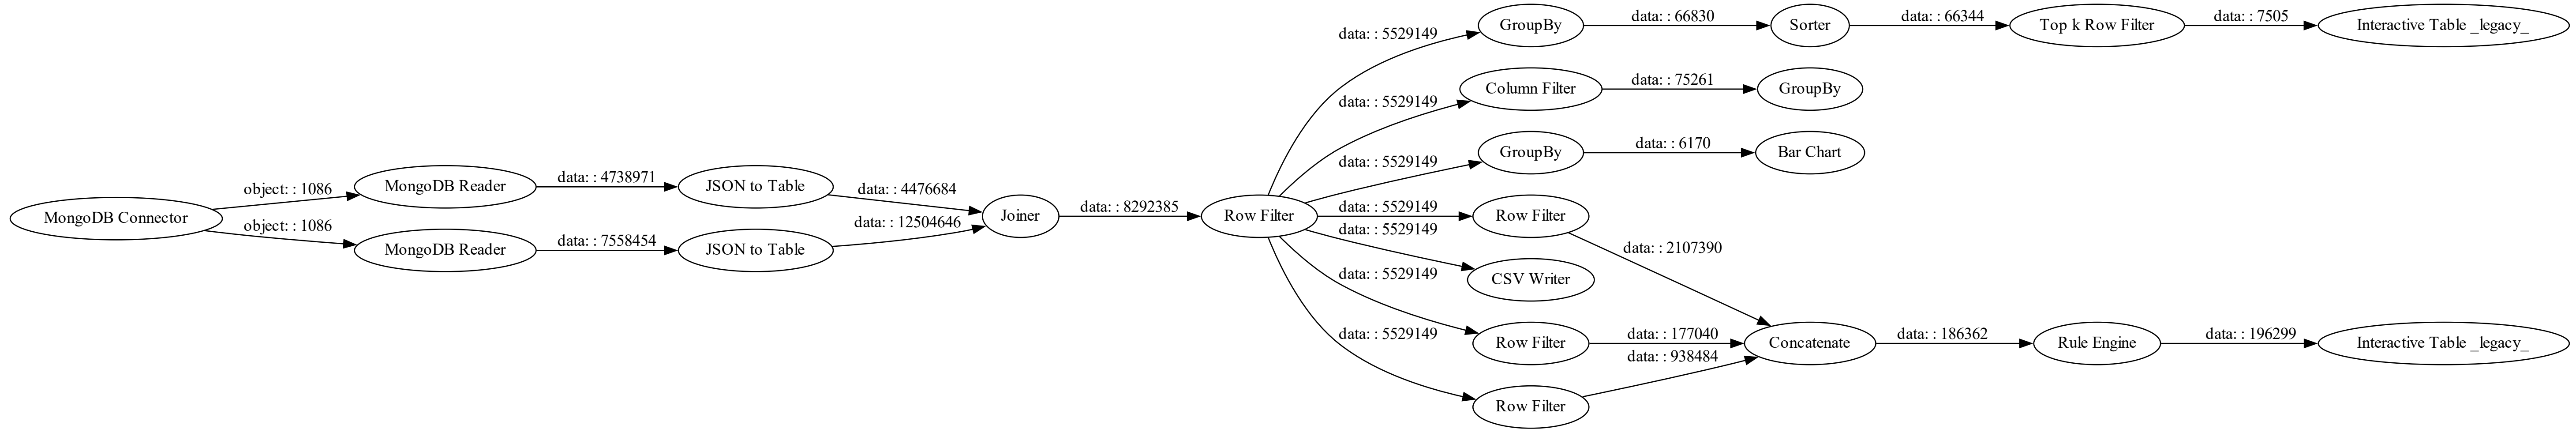 MongoDB Connector
object: : 1086
object: : 1086
MongoDB Reader
MongoDB Reader
data: : 4738971
data: : 7558454
JSON to Table
JSON to Table
data: : 4476684
data: : 12504646
Joiner
data: : 8292385
Row Filter
data: : 5529149
data: : 5529149
data: : 5529149
data: : 5529149
data: : 5529149
data: : 5529149
data: : 5529149
GroupBy
data: : 66830
Sorter
data: : 66344
Top k Row Filter
data: : 7505
Interactive Table _legacy_
Column Filter
data: : 75261
GroupBy
GroupBy
data: : 6170
Bar Chart
Row Filter
data: : 2107390
CSV Writer
Row Filter
data: : 177040
Row Filter
data: : 938484
Concatenate
data: : 186362
Rule Engine
data: : 196299
Interactive Table _legacy_